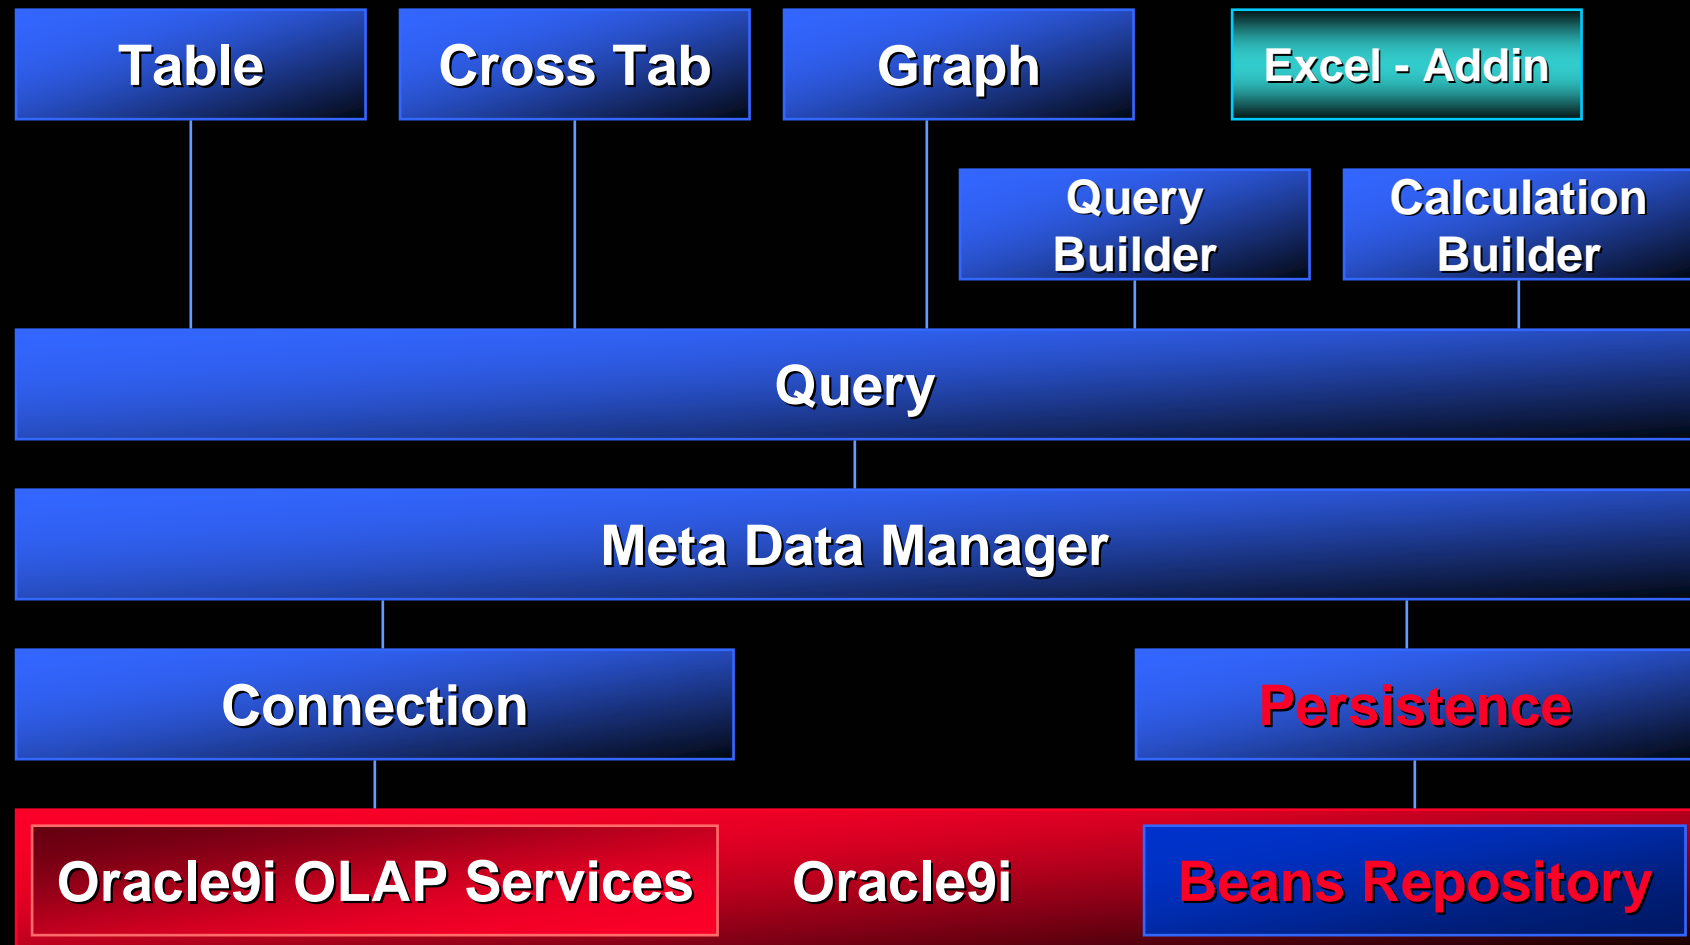 Table
Cross Tab
Graph
Excel - Addin
Query
Builder
Calculation
Builder
Query
Meta Data Manager
Connection
Persistence
Oracle9i OLAP Services
Oracle9i
Beans Repository